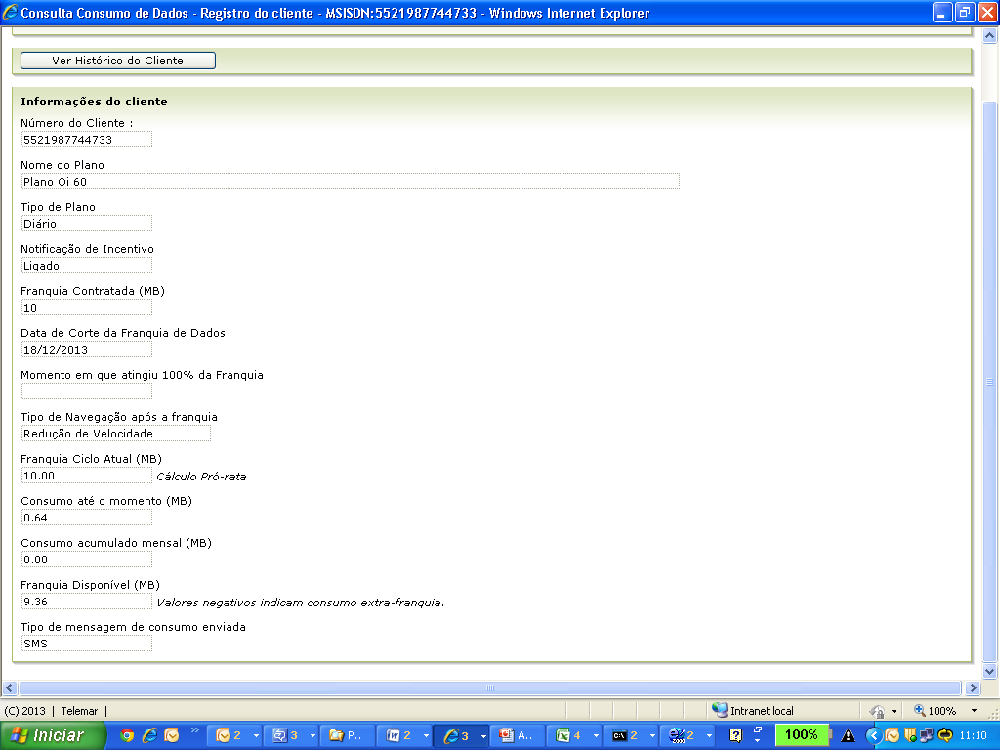 Consulta Consumo de Dados - Registro do cliente - MSISDN:5521987744733 - Windows Internet Explorer
Ver Histórico do Cliente
Informações do cliente
Número do Cliente :
5521987744733
Nome do Plano
Plano Oi 60
Tipo de Plano
Diário
Notificação de Incentivo
Ligado
Franquia Contratada (MB)
10
Data de Corte da Franquia de Dados
18/12/2013
Momento em que atingiu 100% da Franquia
Tipo de Navegação após a franquia
Redução de Velocidade
Franquia Ciclo Atual (MB)
10.00 Cálculo Pró-rata
Consumo até o momento (MB)
0.64
Consumo acumulado mensal (MB)
0.00
Franquia Disponível (MB)
9.36 Valores negativos indicam consumo extra-franquia.
Tipo de mensagem de consumo enviada
SMS
(C) 2013 | Telemar | Intranet local 100%
Iniciar 2 3 P... 2 3 A... 4 2 2 100% 11:10